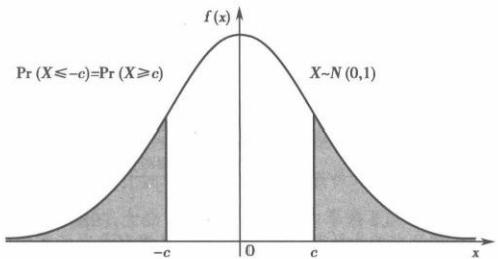 f(x)
Pr(X≤-c)=Pr(X≥c)
X~N(0,1)
-c 0 c x